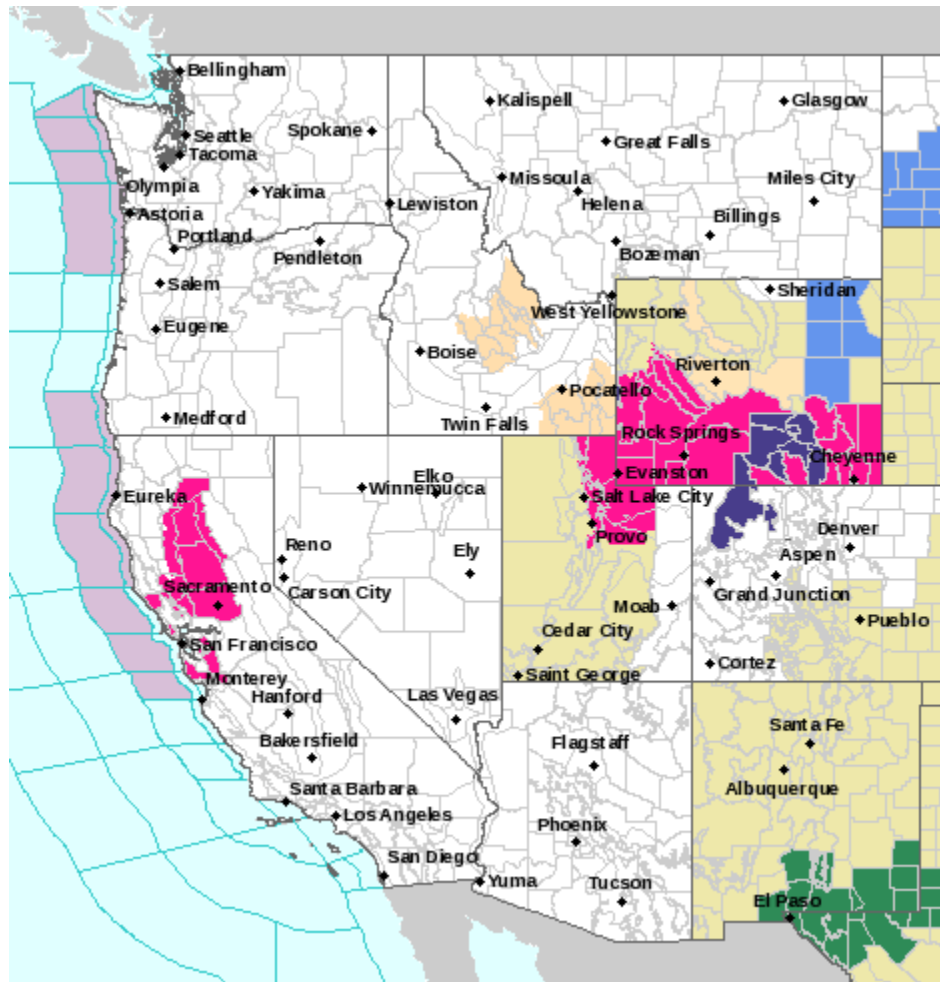 Bellingham
Kalispell
Glasgow
Seattle
Spokane
Great Falls
Tacoma
Olympia
Yakima
Missoula
Miles City
Lewiston
Helena
Astoria
Billings
Portland
Pendleton
Bozeman
Salem
Sheridan
West Yellowstone
Eugene
Boise
Riverton
Pocatello
Medford
Twin Falls
Rock Springs
Cheyenne
Elko
Evanston
Eureka
Winnemucca
Salt Lake City
Denver
Provo
Reno
Ely
Aspen
Sacramento
Carson City
Grand Junction
Moab
Pueblo
San Francisco
Cedar City
Cortez
Monterey
Saint George
Hanford
Las Vegas
Santa Fe
Bakersfield
Flagstaff
Albuquerque
Santa Barbara
Los Angeles
Phoenix
San Diego
Yuma
Tucson
El Paso